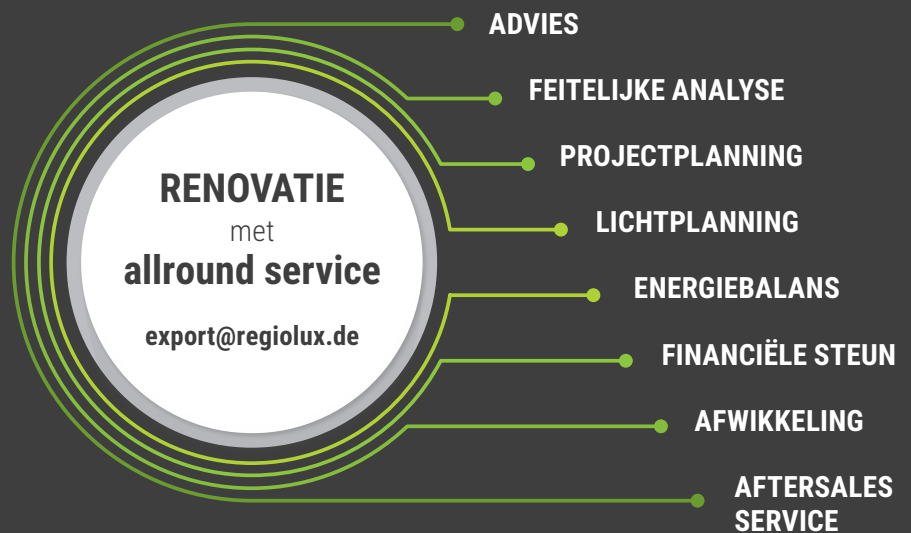 RENOVATIE
met
allround service
export@regiolux.de
ADVIES
FEITELIJKE ANALYSE
PROJECTPLANNING
LICHTPLANNING
ENERGIEBALANS
FINANCIËLE STEUN
AFWIKKELING
AFTERSALES
SERVICE